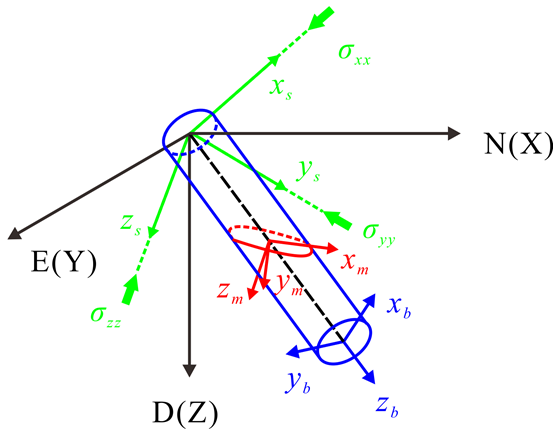 σxx
xs
N(X)
ys
zs
σyy
E(Y)
xm
zm
ym
σzz
xb
yb
zb
D(Z)